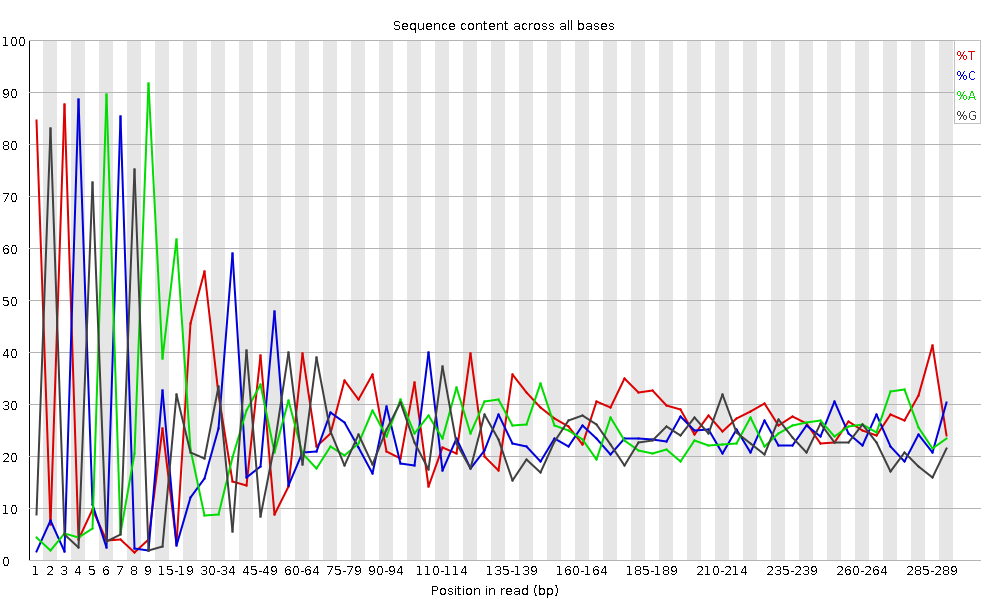 Sequence content across all bases
100
90
80
70
60
50
40
30
20
10
0
%T
%C
%A
%G
1 2 3 4 5 6 7 8 9 15-19 30-34 45-49 60-64 75-79 90-94 110-114 135-139 160-164 185-189 210-214 235-239 260-264 285-289
Position in read (bp)